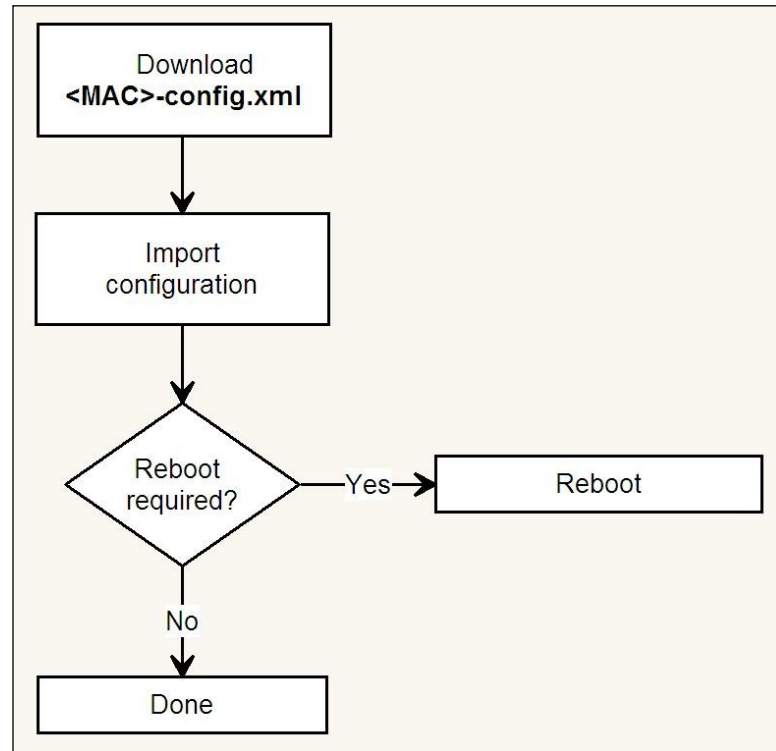 Download
<MAC>-config.xml
Import
configuration
Reboot
required?
Yes
Reboot
No
Done